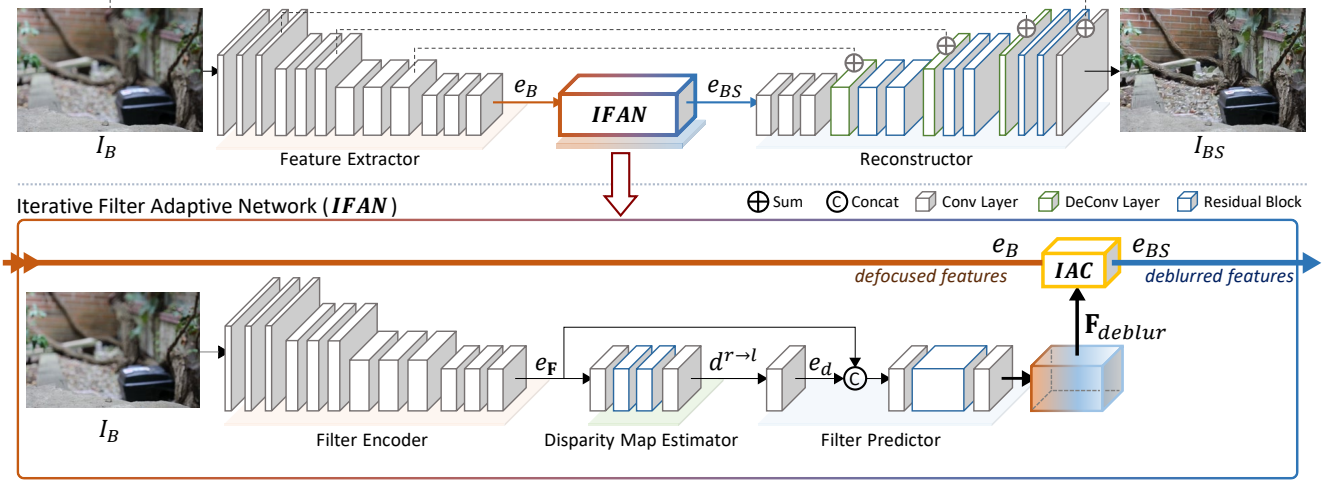 e_B
IFAN
e_BS
I_B
Feature Extractor
Reconstructor
I_BS
Iterative Filter Adaptive Network (IFAN)
⊕ Sum
Ⓒ Concat
Conv Layer
DeConv Layer
Residual Block
e_B
IAC
e_BS
defocused features
deblurred features
F_deblur
e_F
d^{r→l}
e_d
C
I_B
Filter Encoder
Disparity Map Estimator
Filter Predictor